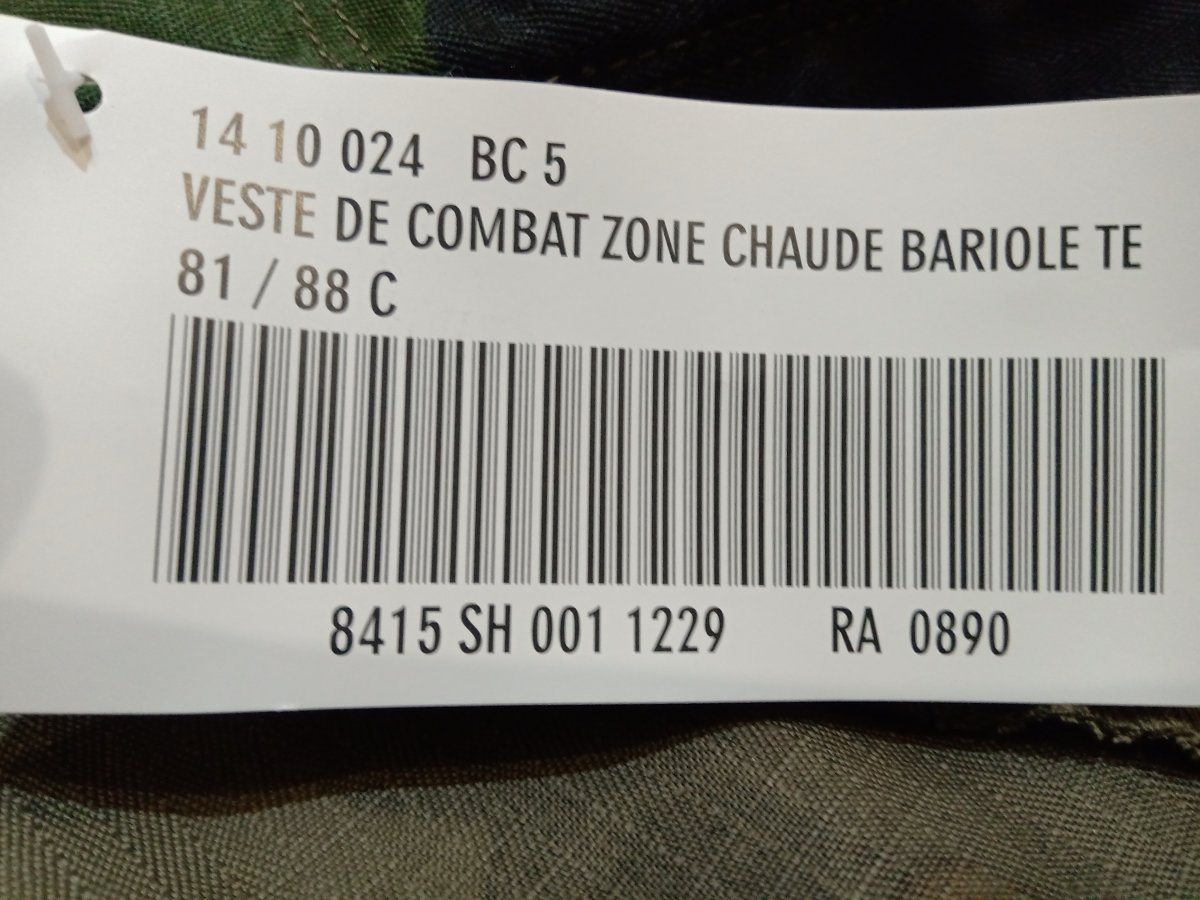 14 10 024 BC 5
VESTE DE COMBAT ZONE CHAUDE BARIOLE TE
81 / 88 C
8415 SH 001 1229 RA 0890